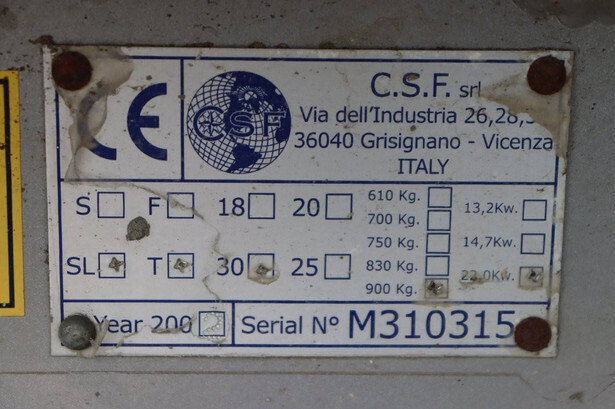 CE
CSF
C.S.F. srl
Via dell'Industria 26,28,
36040 Grisignano - Vicenza
ITALY
S F 18 20
SL T 30 25
610 Kg.
700 Kg.
750 Kg.
830 Kg.
900 Kg.
13,2Kw.
14,7Kw.
22,0Kw.
Year 200
Serial N° M310315